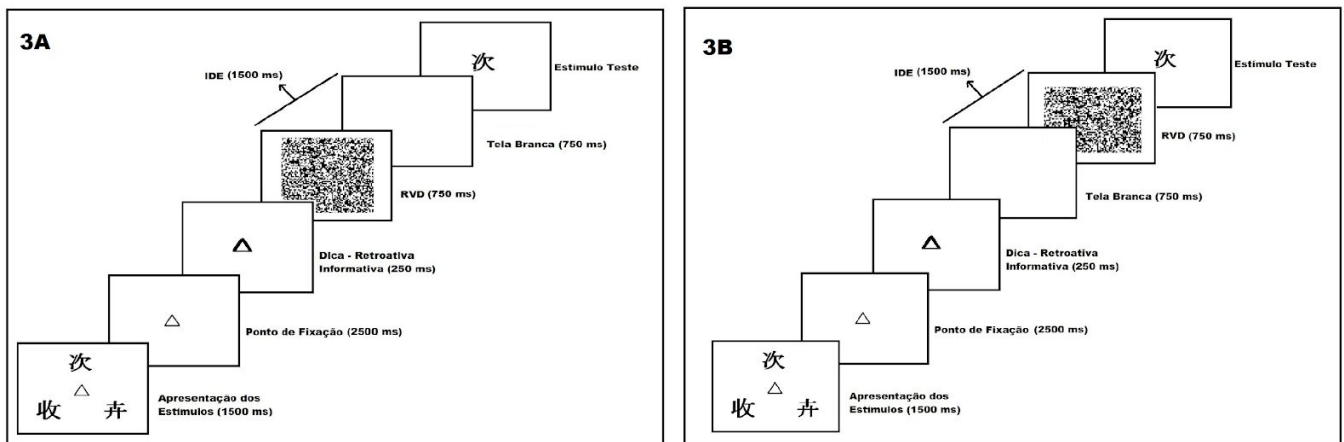 3A
次
Estímulo Teste
IDE (1500 ms)
Tela Branca (750 ms)
RVD (750 ms)
Dica - Retroativa
Informativa (250 ms)
Ponto de Fixação (2500 ms)
次
收 卉
Apresentação dos
Estímulos (1500 ms)
3B
次
Estímulo Teste
IDE (1500 ms)
RVD (750 ms)
Tela Branca (750 ms)
Dica - Retroativa
Informativa (250 ms)
Ponto de Fixação (2500 ms)
次
收 卉
Apresentação dos
Estímulos (1500 ms)